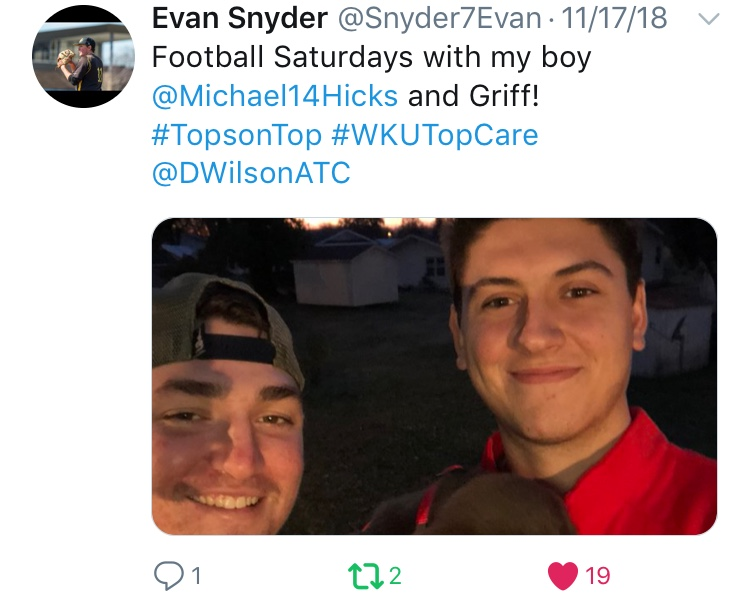 Evan Snyder @Snyder7Evan · 11/17/18
Football Saturdays with my boy
@Michael14Hicks and Griff!
#TopsonTop #WKUTopCare
@DWilsonATC
1 2 19